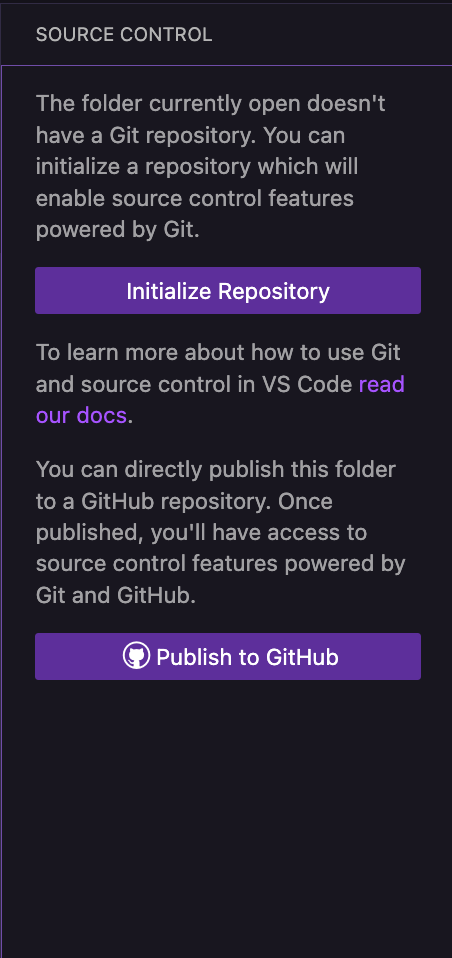 SOURCE CONTROL
The folder currently open doesn't
have a Git repository. You can
initialize a repository which will
enable source control features
powered by Git.
Initialize Repository
To learn more about how to use Git
and source control in VS Code read
our docs.
You can directly publish this folder
to a GitHub repository. Once
published, you'll have access to
source control features powered by
Git and GitHub.
Publish to GitHub